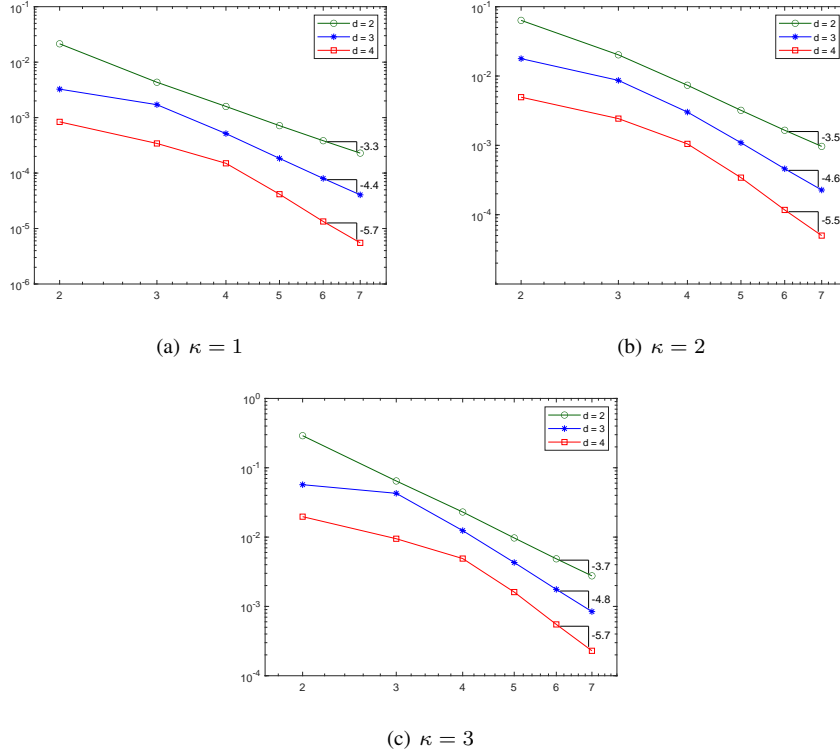 10^0
d = 2
d = 3
d = 4
10^-1
10^-2
10^-3
10^-4
10^-5
10^-6
-3.3
-4.4
-5.7
2 3 4 5 6 7
(a) κ = 1
10^-1
d = 2
d = 3
d = 4
10^-2
10^-3
10^-4
-3.5
-4.6
-5.5
2 3 4 5 6 7
(b) κ = 2
10^0
d = 2
d = 3
d = 4
10^-1
10^-2
10^-3
10^-4
-3.7
-4.8
-5.7
2 3 4 5 6 7
(c) κ = 3